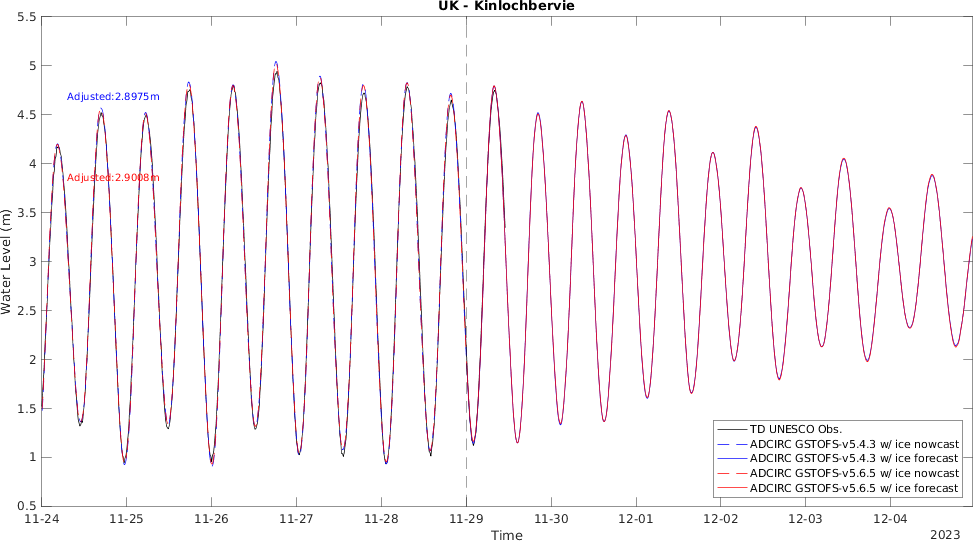 UK - Kinlochbervie
5.5
5
4.5
4
3.5
3
2.5
2
1.5
1
0.5
Water Level (m)
Adjusted:2.8975m
Adjusted:2.9008m
TD UNESCO Obs.
ADCIRC GSTOFS-v5.4.3 w/ ice nowcast
ADCIRC GSTOFS-v5.4.3 w/ ice forecast
ADCIRC GSTOFS-v5.6.5 w/ ice nowcast
ADCIRC GSTOFS-v5.6.5 w/ ice forecast
11-24 11-25 11-26 11-27 11-28 11-29 11-30 12-01 12-02 12-03 12-04
Time
2023